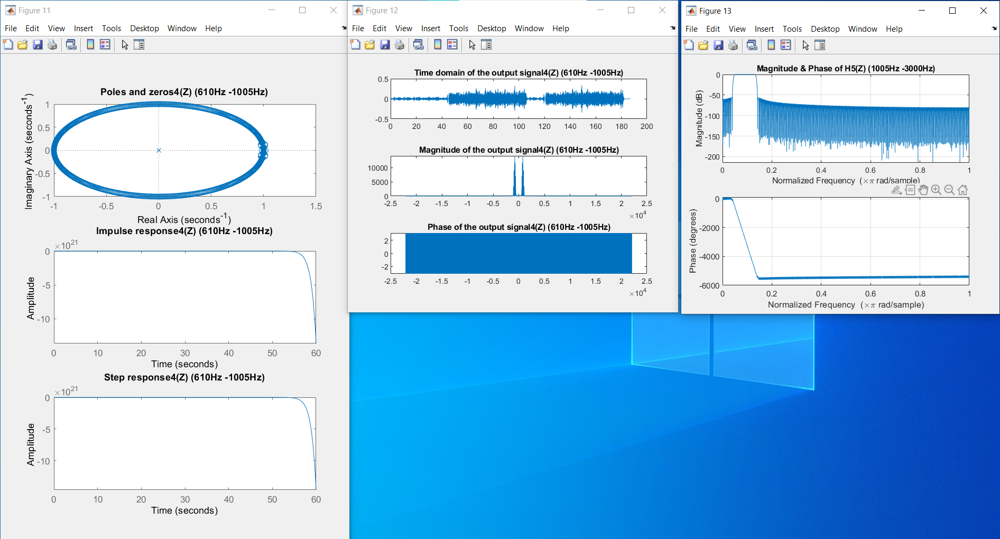 Figure 11
File Edit View Insert Tools Desktop Window Help
Poles and zeros4(Z) (610Hz -1005Hz)
Imaginary Axis (seconds-1)
1
0.5
0
-0.5
-1
-1 -0.5 0 0.5 1 1.5
Real Axis (seconds-1)
Impulse response4(Z) (610Hz -1005Hz)
×10^21
Amplitude
0
-5
-10
0 10 20 30 40 50 60
Time (seconds)
Step response4(Z) (610Hz -1005Hz)
×10^21
Amplitude
0
-5
-10
0 10 20 30 40 50 60
Time (seconds)
Figure 12
File Edit View Insert Tools Desktop Window Help
Time domain of the output signal4(Z) (610Hz -1005Hz)
0.5
0
-0.5
0 20 40 60 80 100 120 140 160 180 200
Magnitude of the output signal4(Z) (610Hz -1005Hz)
10000
5000
0
-2.5 -2 -1.5 -1 -0.5 0 0.5 1 1.5 2 2.5
×10^4
Phase of the output signal4(Z) (610Hz -1005Hz)
2
0
-2
-2.5 -2 -1.5 -1 -0.5 0 0.5 1 1.5 2 2.5
×10^4
Figure 13
File Edit View Insert Tools Desktop Window Help
Magnitude & Phase of H5(Z) (1005Hz -3000Hz)
Magnitude (dB)
0
-50
-100
-150
-200
0 0.2 0.4 0.6 0.8 1
Normalized Frequency (×π rad/sample)
Phase (degrees)
0
-2000
-4000
-6000
0 0.2 0.4 0.6 0.8 1
Normalized Frequency (×π rad/sample)